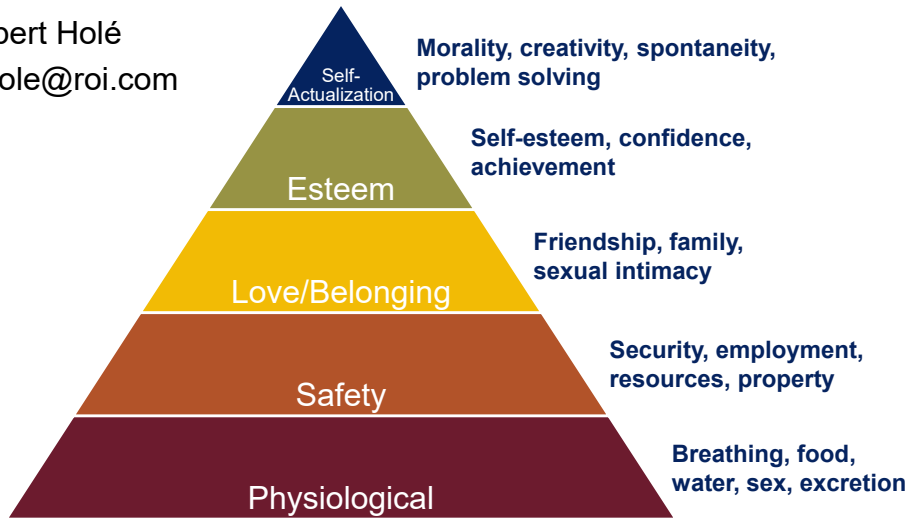 bert Holé
ole@roi.com
Self-
Actualization
Morality, creativity, spontaneity,
problem solving
Esteem
Self-esteem, confidence,
achievement
Love/Belonging
Friendship, family,
sexual intimacy
Safety
Security, employment,
resources, property
Physiological
Breathing, food,
water, sex, excretion